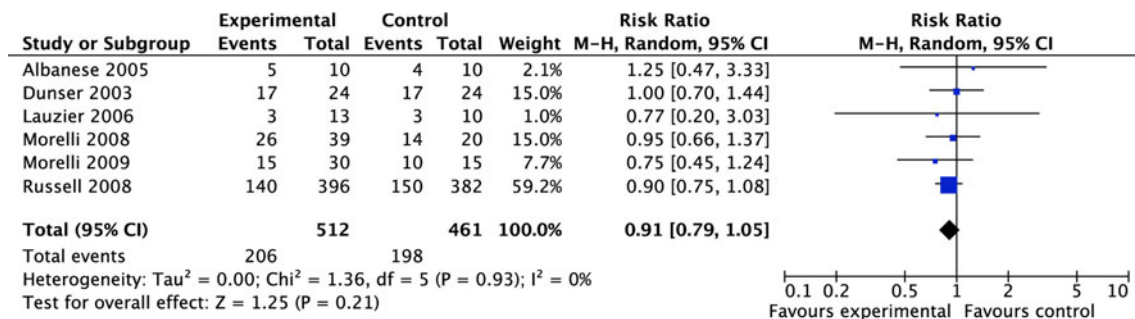 Experimental Control Risk Ratio Risk Ratio
Study or Subgroup Events Total Events Total Weight M-H, Random, 95% CI M-H, Random, 95% CI
Albanese 2005 5 10 4 10 2.1% 1.25 [0.47, 3.33]
Dunser 2003 17 24 17 24 15.0% 1.00 [0.70, 1.44]
Lauzier 2006 3 13 3 10 1.0% 0.77 [0.20, 3.03]
Morelli 2008 26 39 14 20 15.0% 0.95 [0.66, 1.37]
Morelli 2009 15 30 10 15 7.7% 0.75 [0.45, 1.24]
Russell 2008 140 396 150 382 59.2% 0.90 [0.75, 1.08]
Total (95% CI) 512 461 100.0% 0.91 [0.79, 1.05]
Total events 206 198
Heterogeneity: Tau² = 0.00; Chi² = 1.36, df = 5 (P = 0.93); I² = 0%
Test for overall effect: Z = 1.25 (P = 0.21)
0.1 0.2 0.5 1 2 5 10
Favours experimental Favours control